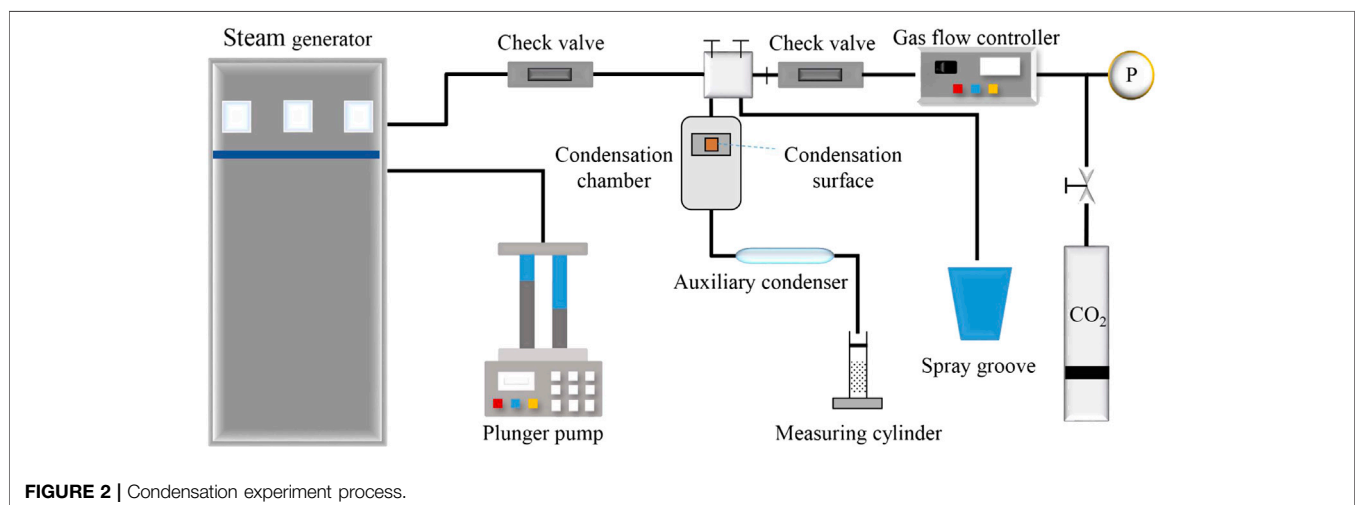 Steam generator
Check valve
Check valve
Gas flow controller
P
Condensation
chamber
Condensation
surface
Auxiliary condenser
CO₂
Spray groove
Plunger pump
Measuring cylinder
FIGURE 2 | Condensation experiment process.